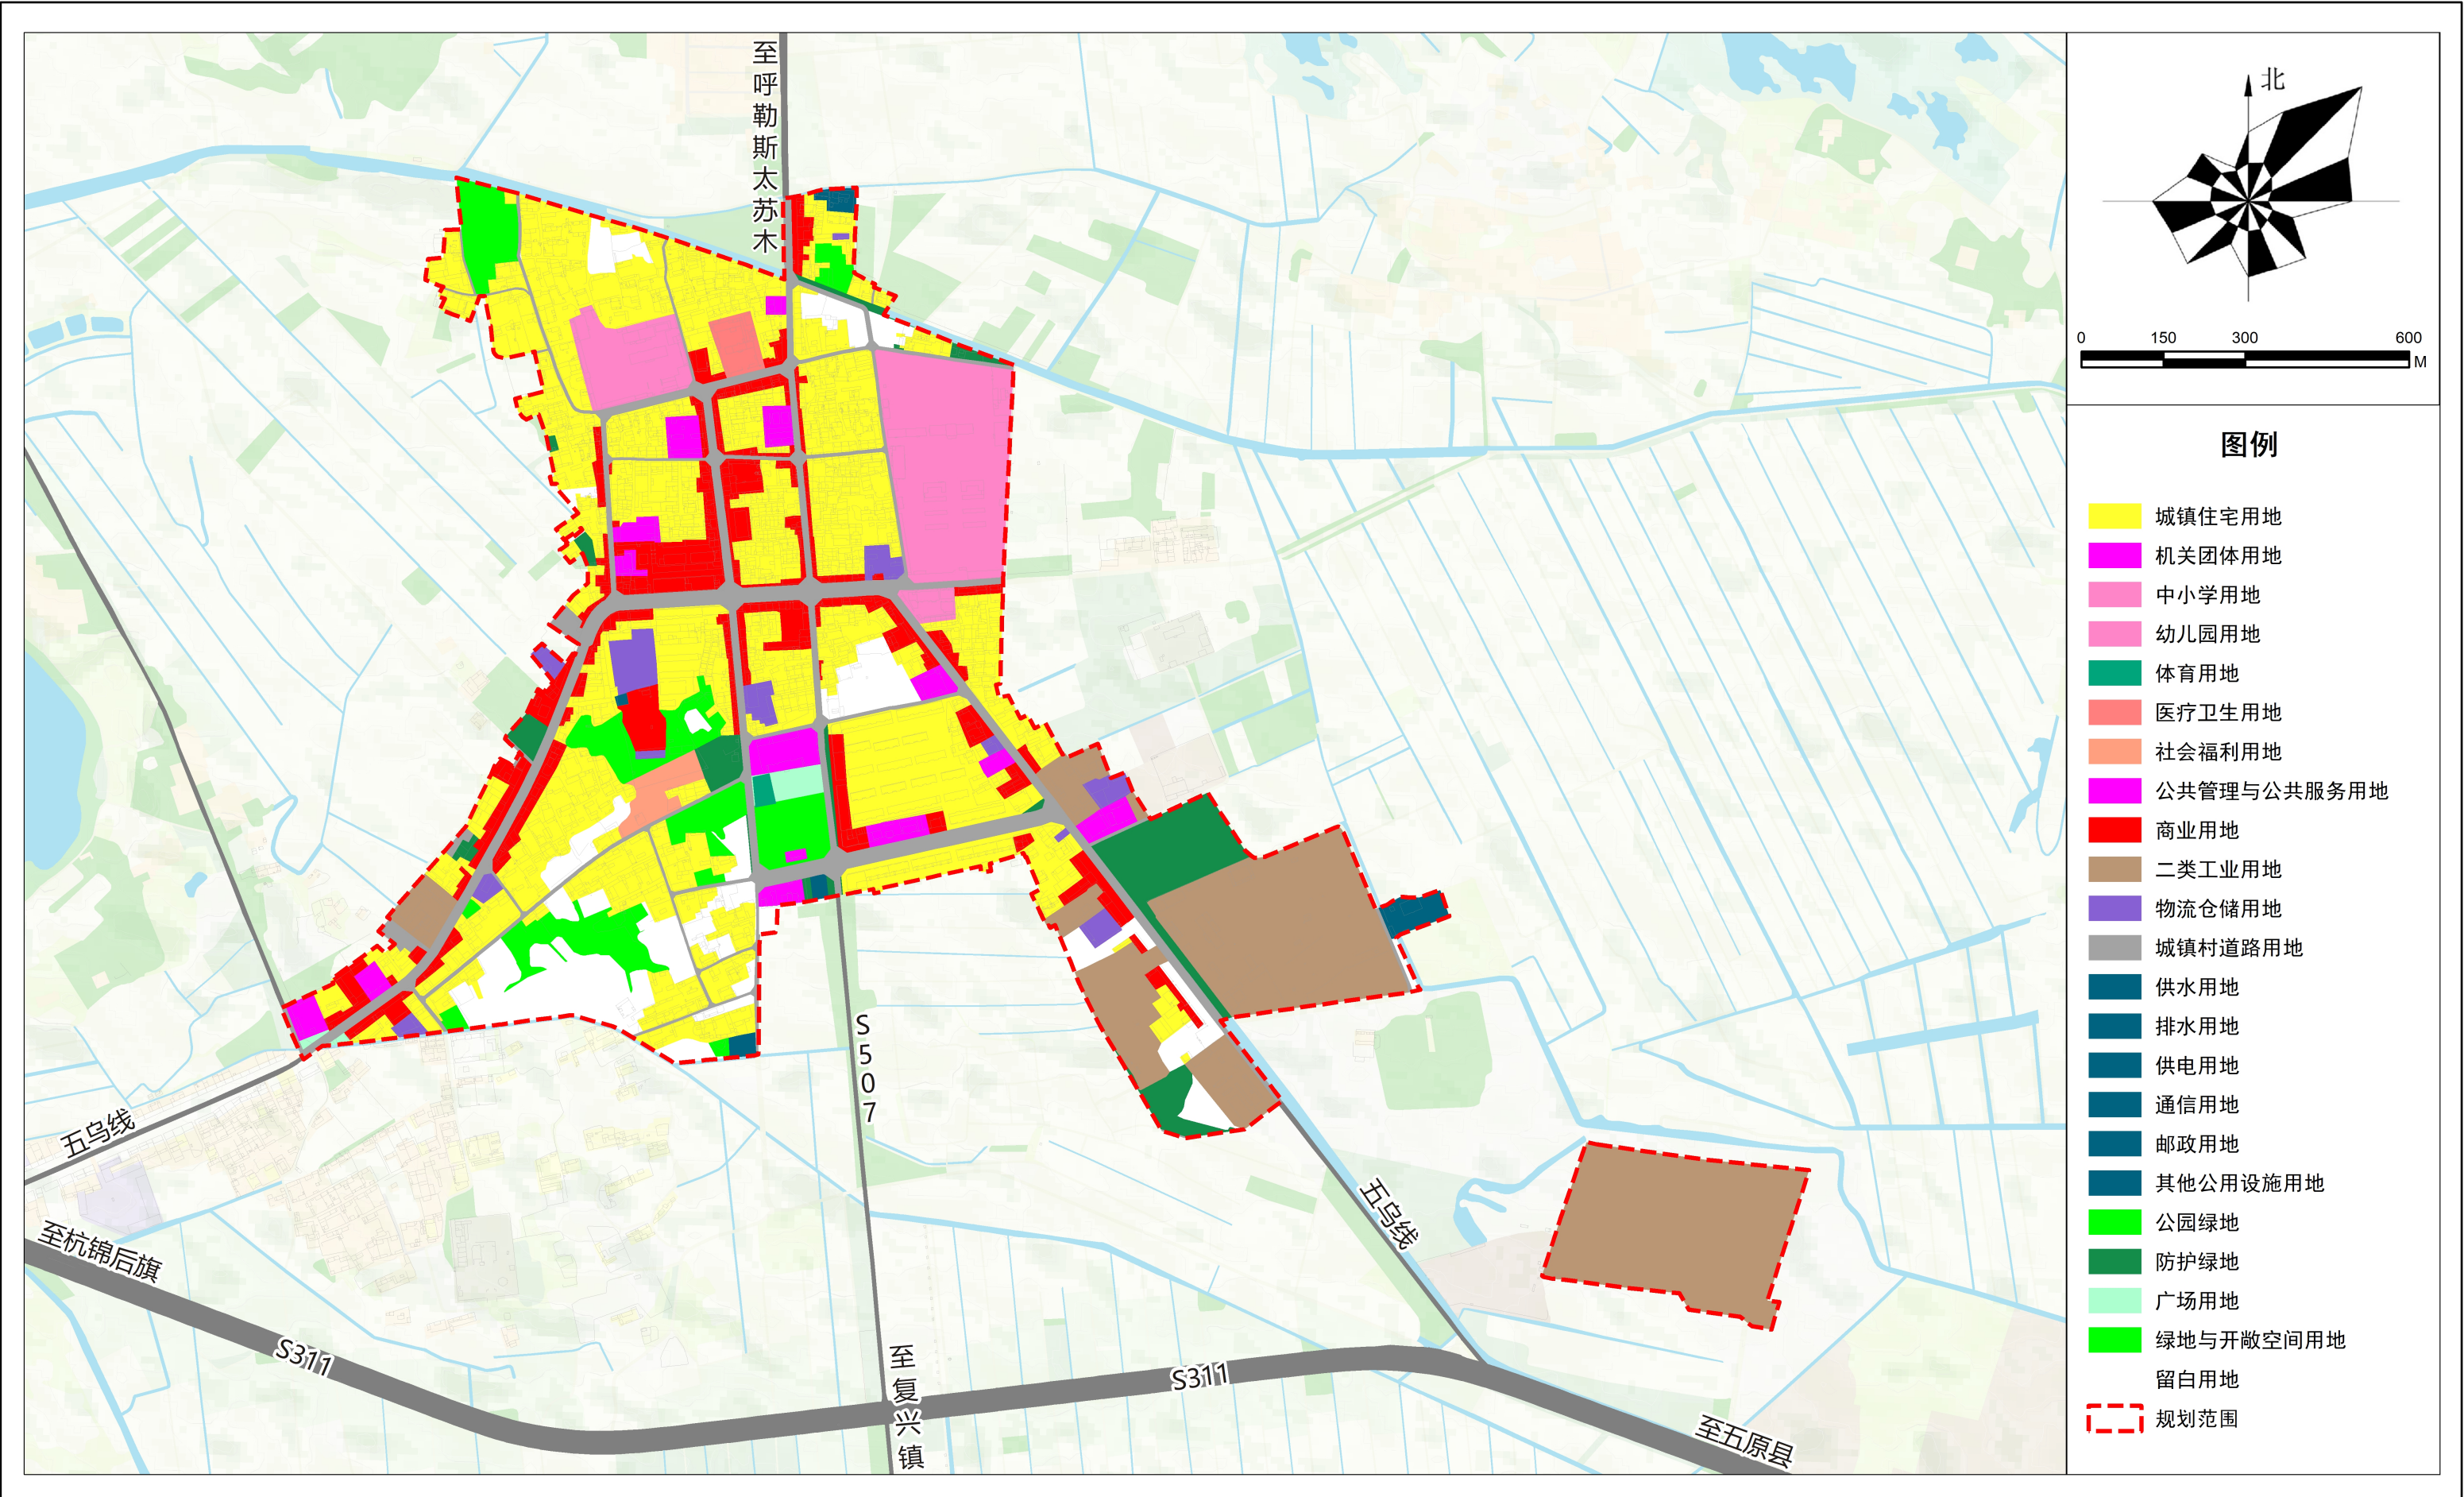 至呼勒斯太苏木
北
0 150 300 600
M
图例
城镇住宅用地
机关团体用地
中小学用地
幼儿园用地
体育用地
医疗卫生用地
社会福利用地
公共管理与公共服务用地
商业用地
二类工业用地
物流仓储用地
城镇村道路用地
供水用地
排水用地
供电用地
通信用地
邮政用地
其他公用设施用地
公园绿地
防护绿地
广场用地
绿地与开敞空间用地
留白用地
规划范围
S507
五乌线
五乌线
至杭锦后旗
S311
至复兴镇
S311
至五原县